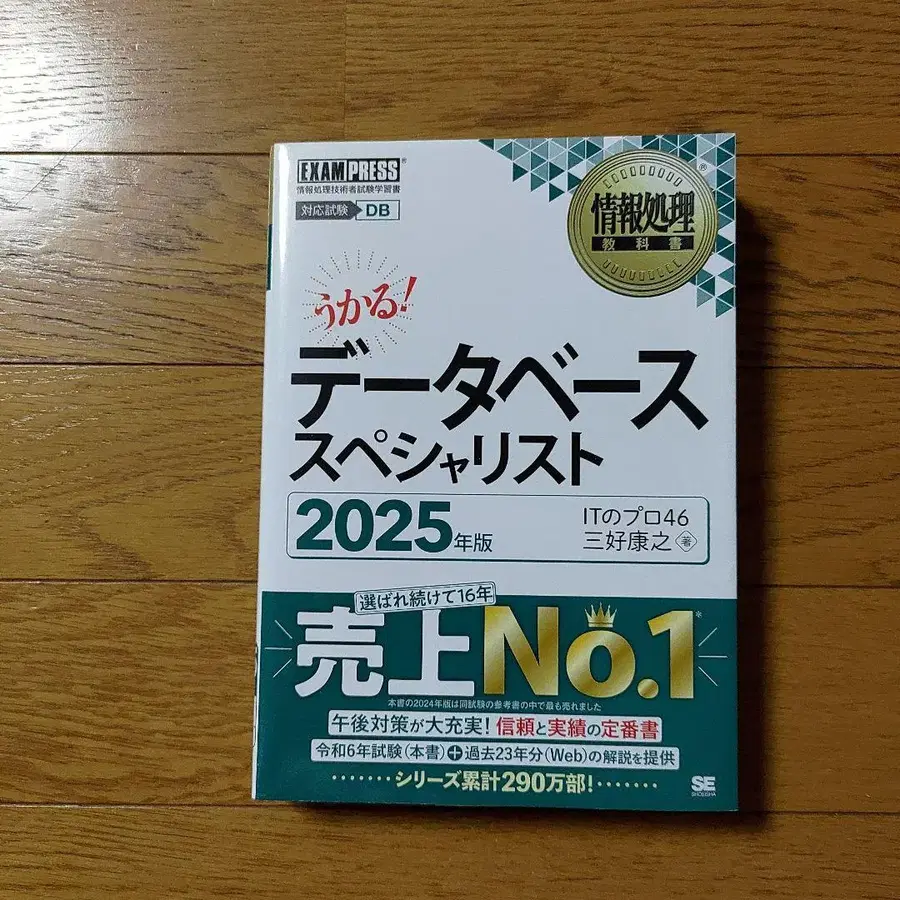 EXAMPRESS®
情報処理技術者試験学習書
対応試験 DB
情報処理®
教科書
うかる!
データベース
スペシャリスト
2025年版
ITのプロ46
三好康之 著
選ばれ続けて16年
売上No.1※
本書の2024年版は同試験の参考書の中で最も売れました
午後対策が大充実!信頼と実績の定番書
令和6年試験(本書)+過去23年分(Web)の解説を提供
シリーズ累計290万部!
SE
SHOEISHA